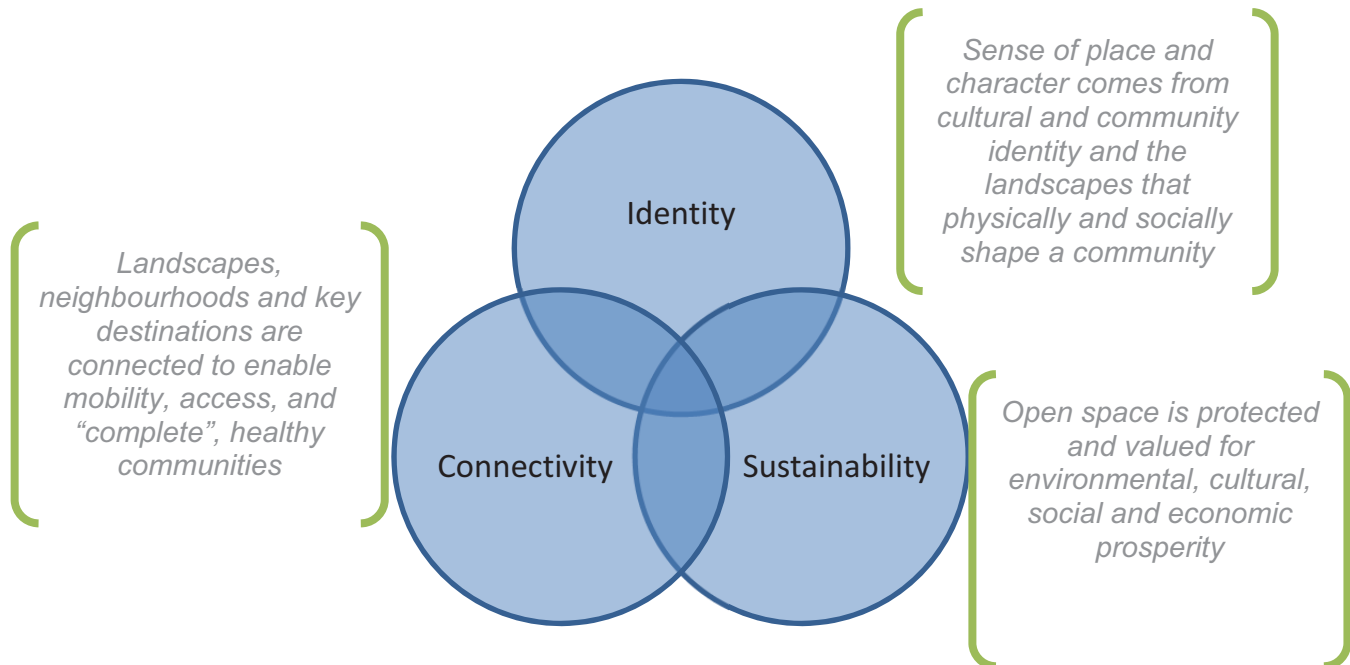 Sense of place and
character comes from
cultural and community
identity and the
landscapes that
physically and socially
shape a community
Identity
Landscapes,
neighbourhoods and key
destinations are
connected to enable
mobility, access, and
“complete”, healthy
communities
Connectivity
Sustainability
Open space is protected
and valued for
environmental, cultural,
social and economic
prosperity